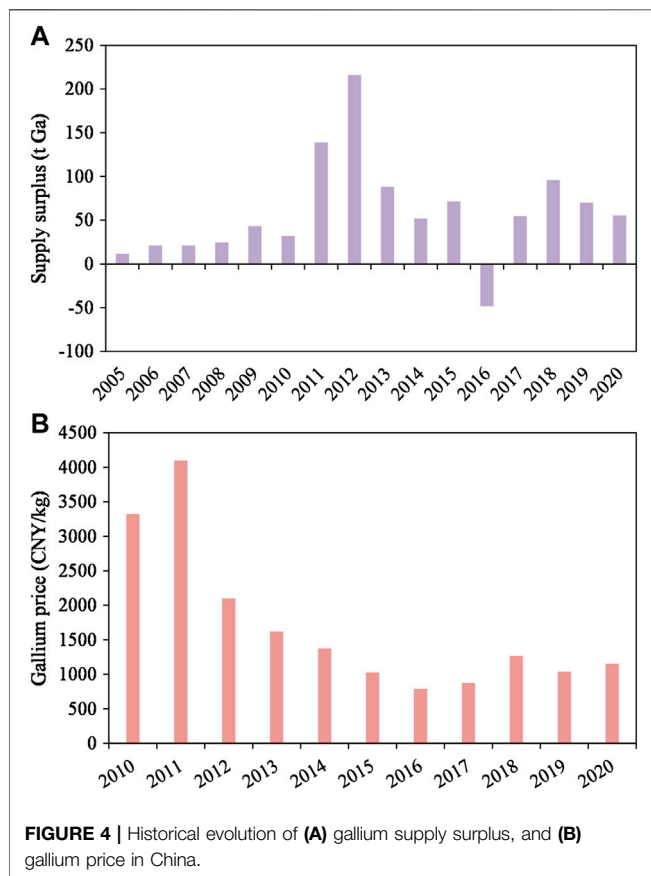 A
Supply surplus (t Ga)
250
200
150
100
50
0
-50
-100
2005 2006 2007 2008 2009 2010 2011 2012 2013 2014 2015 2016 2017 2018 2019 2020
B
Gallium price (CNY/kg)
4500
4000
3500
3000
2500
2000
1500
1000
500
0
2010 2011 2012 2013 2014 2015 2016 2017 2018 2019 2020
FIGURE 4 | Historical evolution of (A) gallium supply surplus, and (B)
gallium price in China.